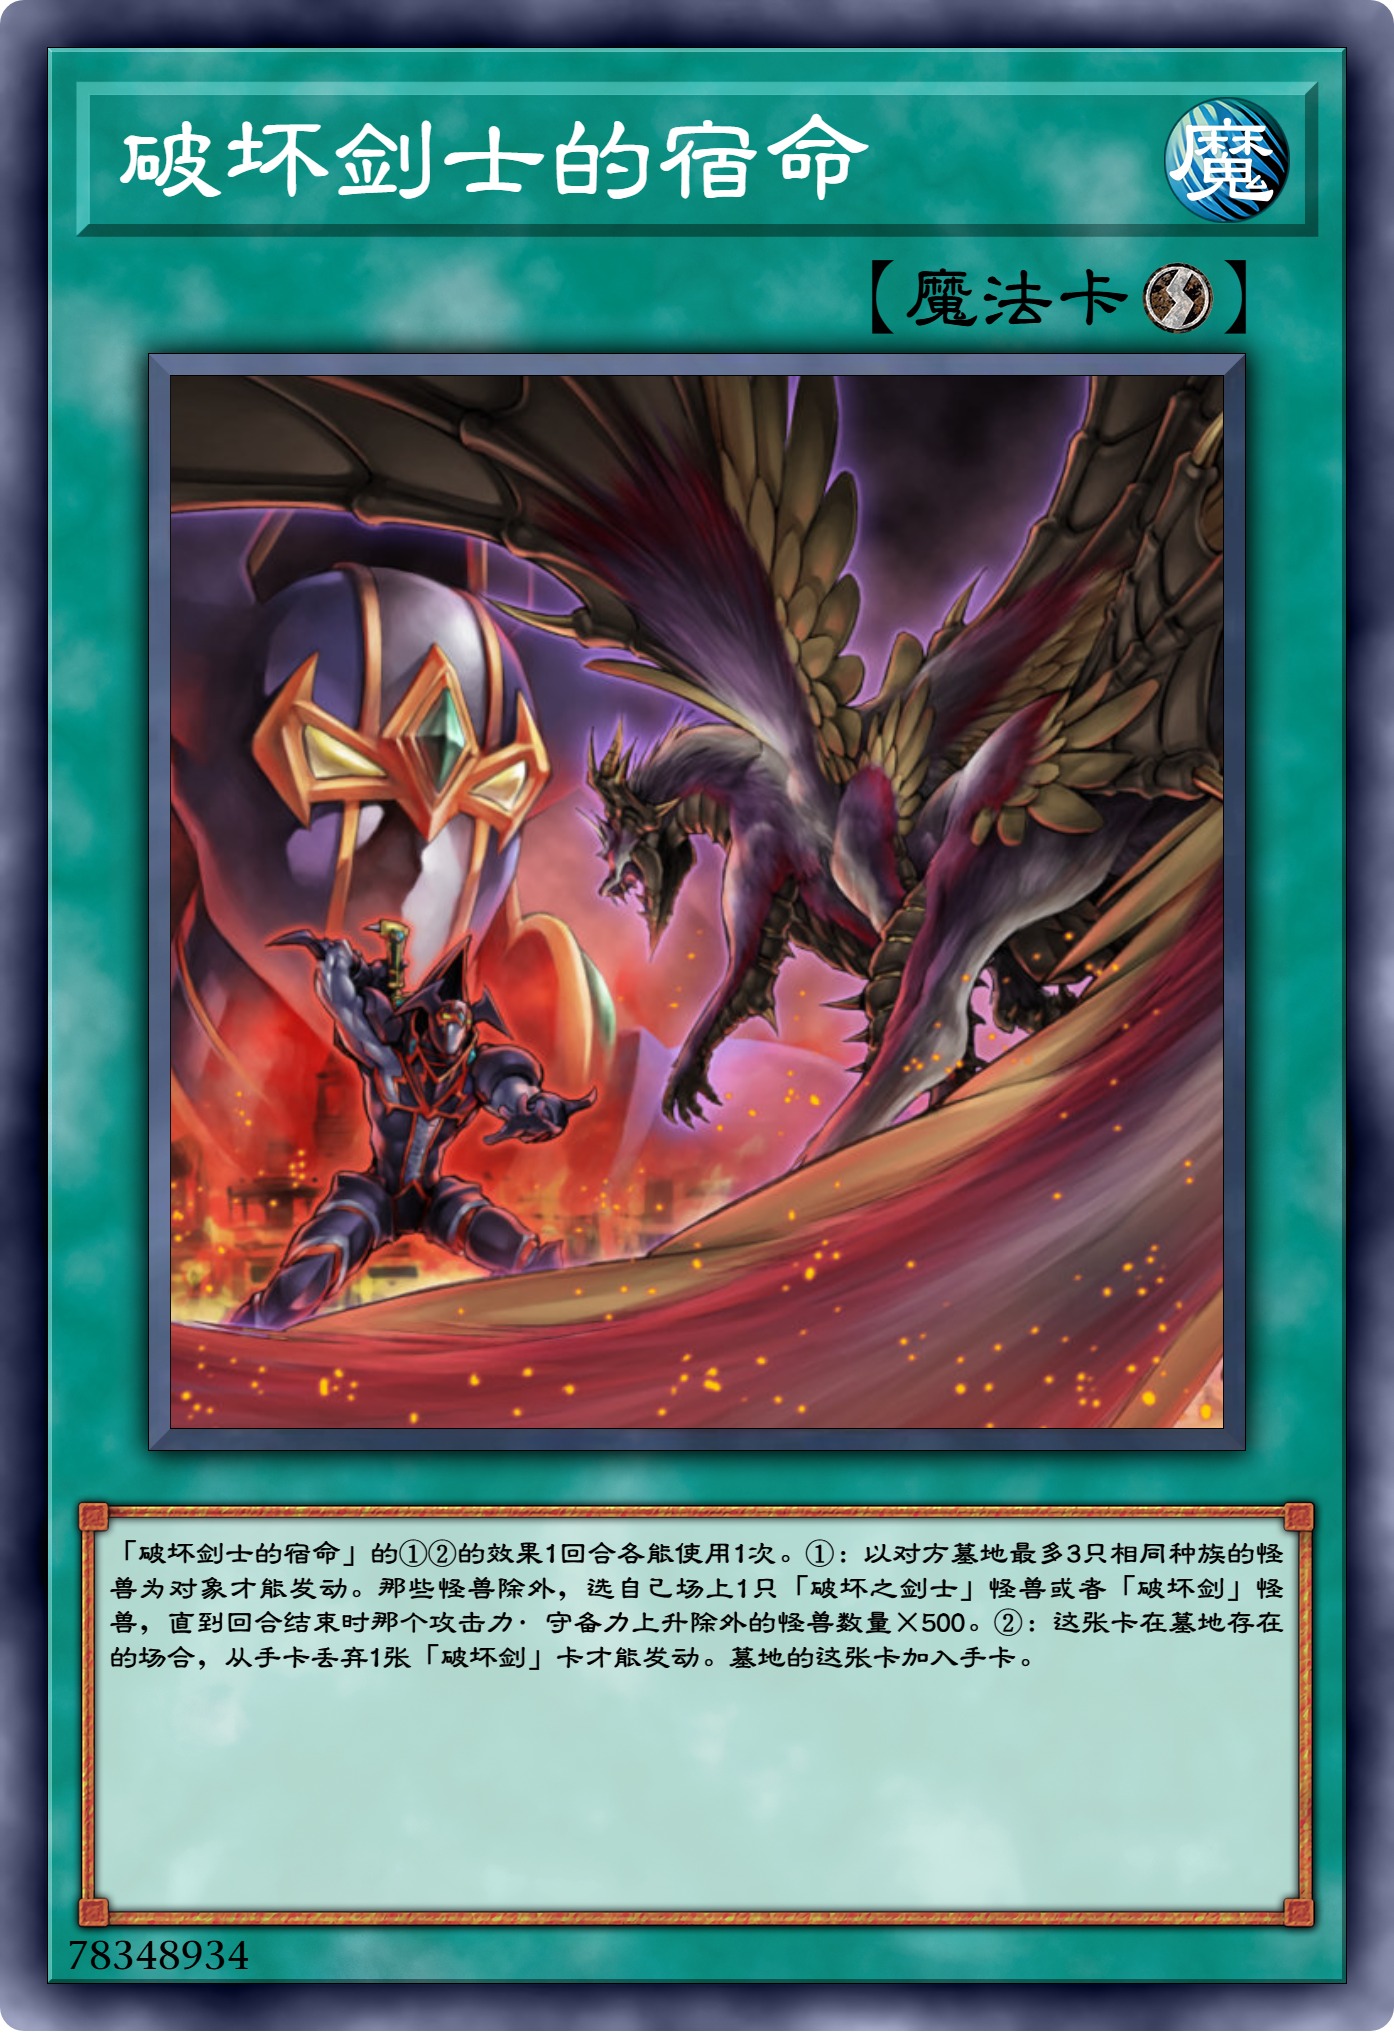 破坏剑士的宿命
魔
【魔法卡】
「破坏剑士的宿命」的①②的效果1回合各能使用1次。①：以对方墓地最多3只相同种族的怪
兽为对象才能发动。那些怪兽除外，选自己场上1只「破坏之剑士」怪兽或者「破坏剑」怪
兽，直到回合结束时那个攻击力·守备力上升除外的怪兽数量×500。②：这张卡在墓地存在
的场合，从手卡丢弃1张「破坏剑」卡才能发动。墓地的这张卡加入手卡。
78348934